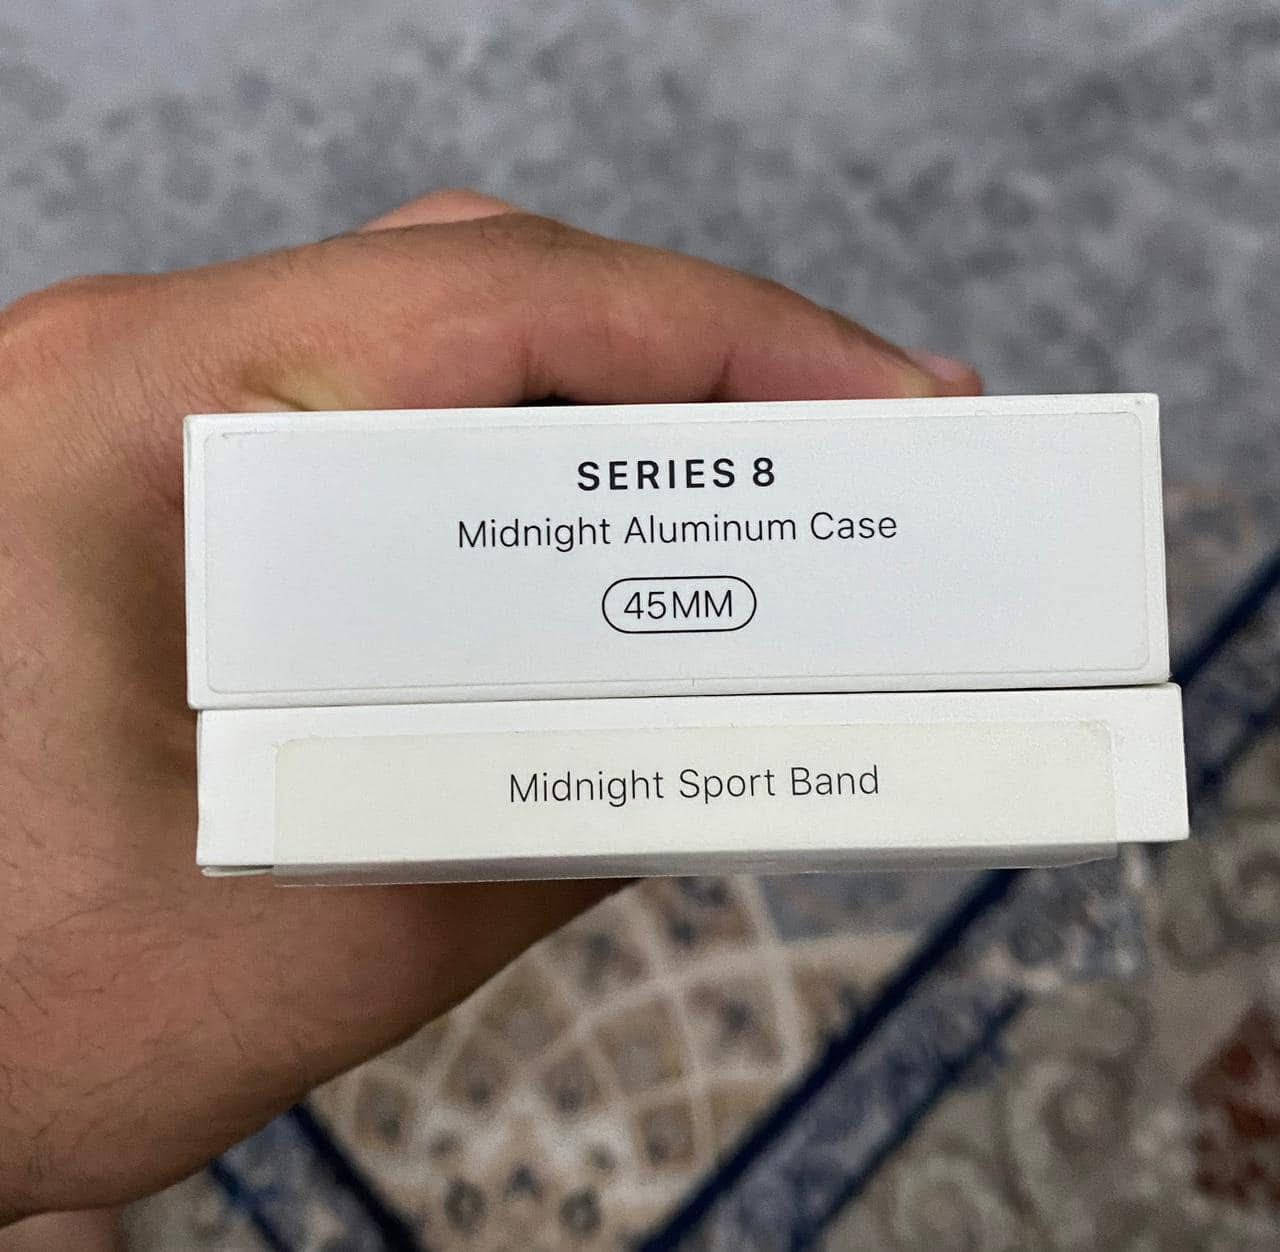 SERIES 8
Midnight Aluminum Case
45MM
Midnight Sport Band